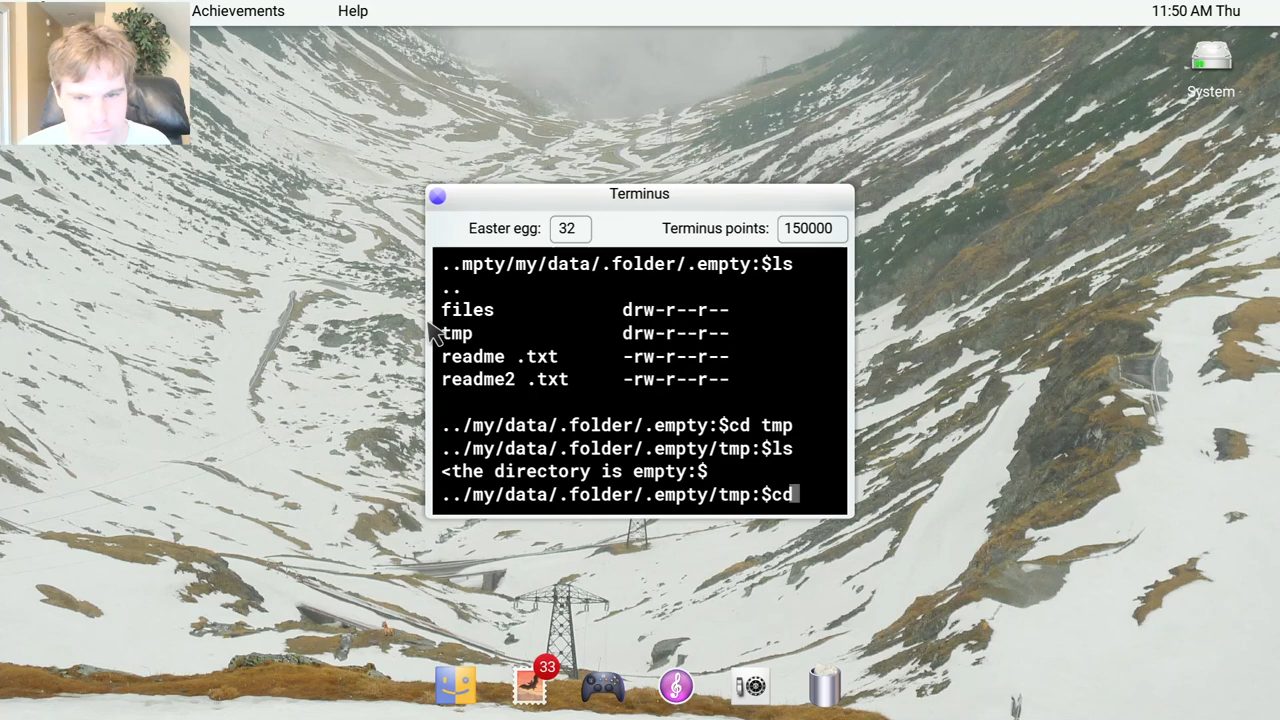 Achievements Help 11:50 AM Thu
System
Terminus
Easter egg: 32 Terminus points: 150000
..mpty/my/data/.folder/.empty:$ls
..
files drw-r--r--
tmp drw-r--r--
readme .txt -rw-r--r--
readme2 .txt -rw-r--r--
../my/data/.folder/.empty:$cd tmp
../my/data/.folder/.empty/tmp:$ls
<the directory is empty:$
../my/data/.folder/.empty/tmp:$cd
33